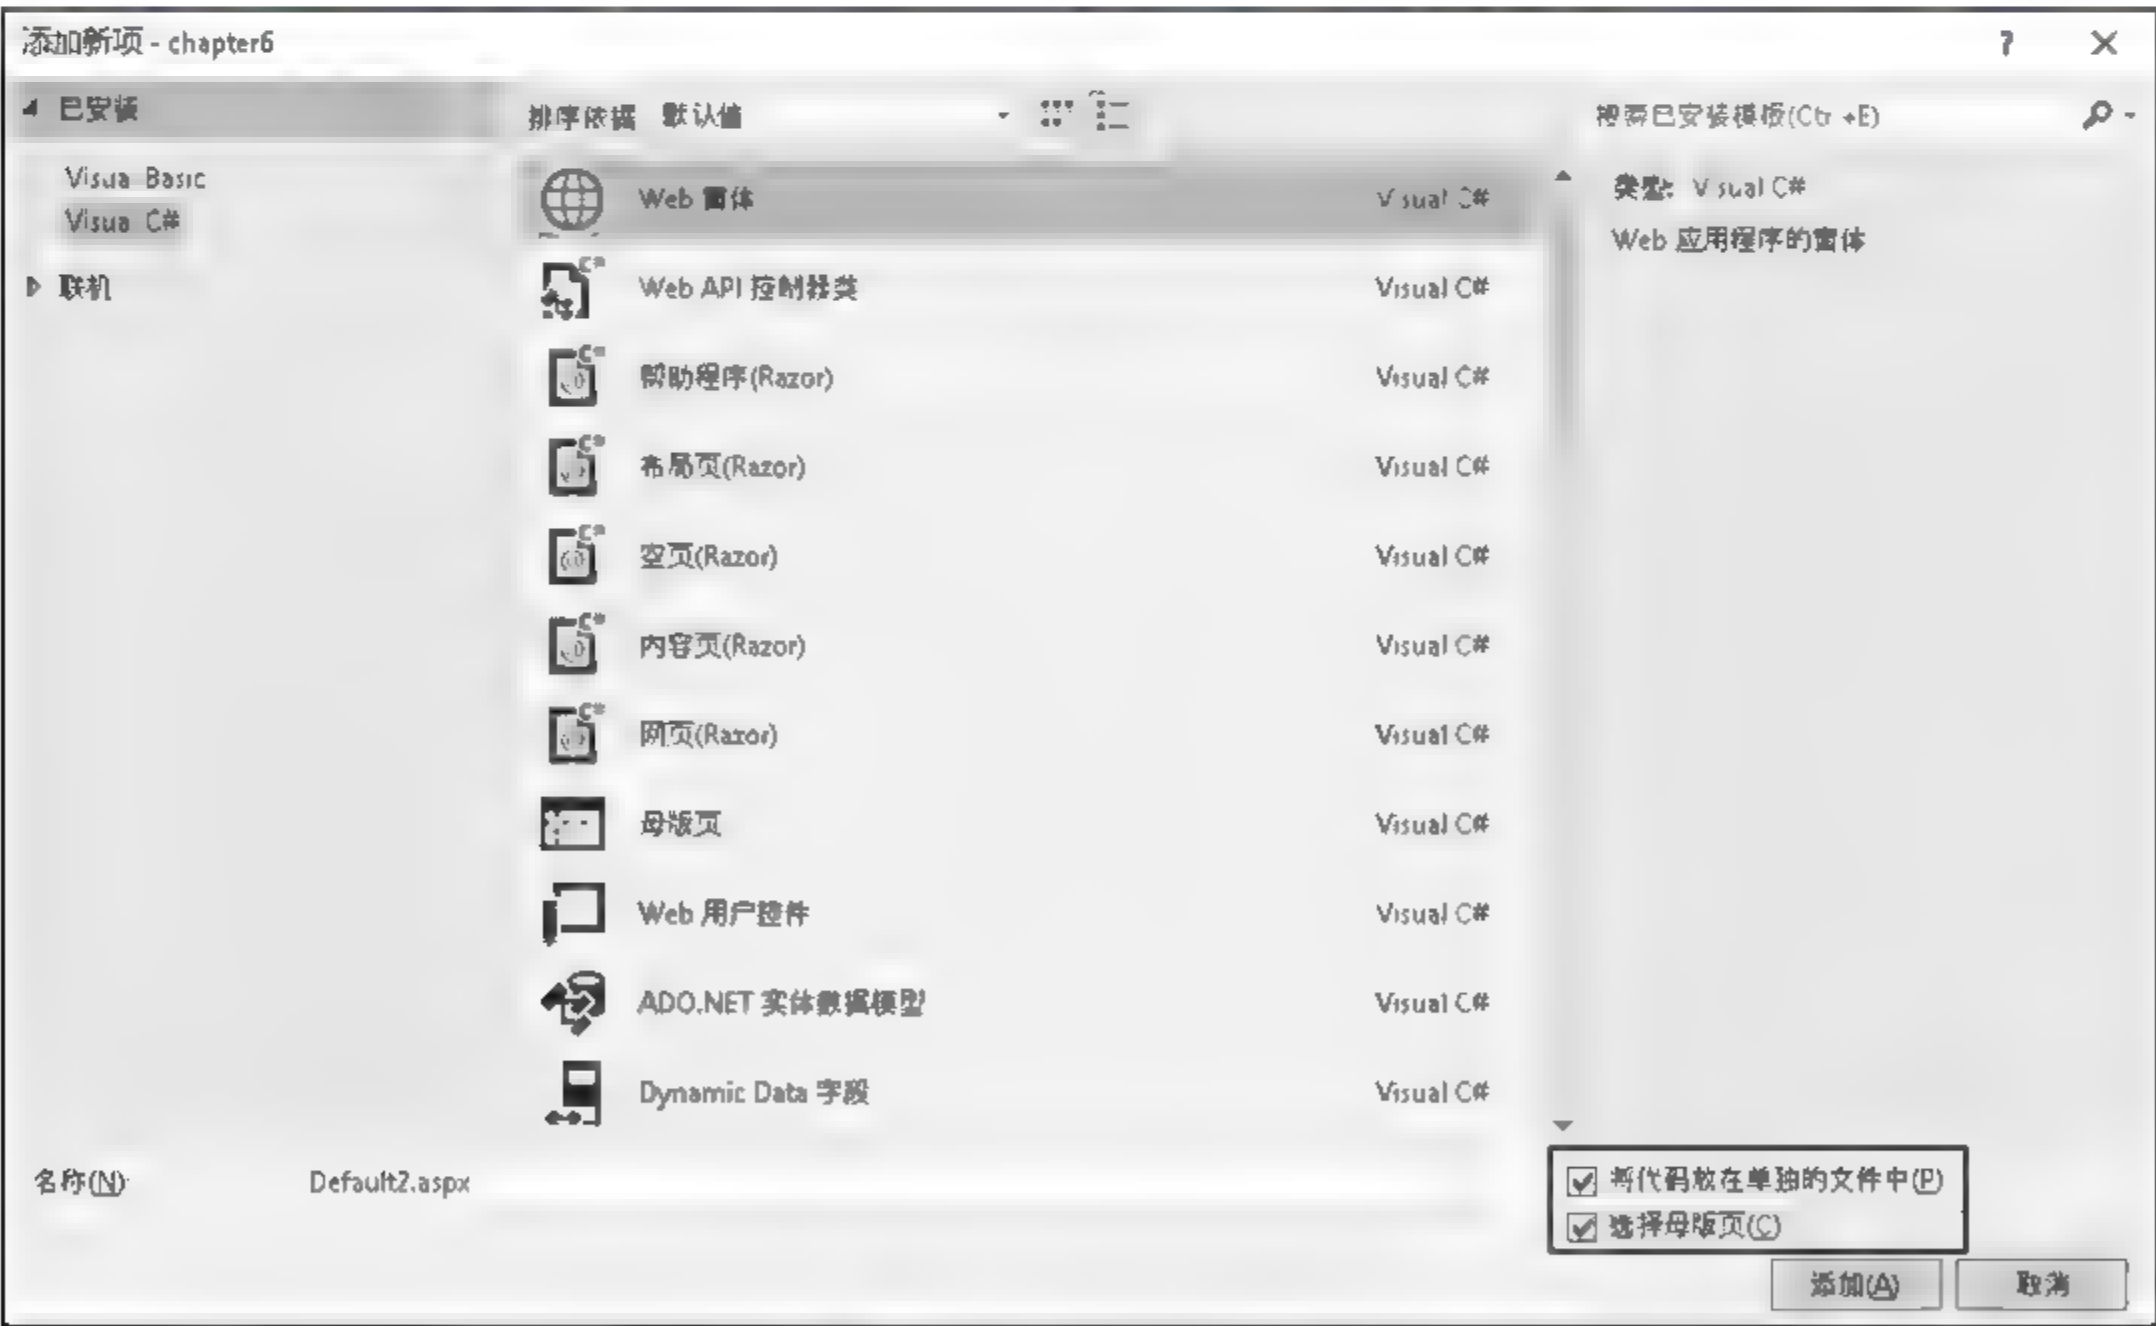 添加新项 - chapter6
? ×
已安装
排序依据 默认值
搜索已安装模板(Ctrl+E)
Visual Basic
Visual C#
联机
Web 窗体 Visual C#
Web API 控制器类 Visual C#
帮助程序(Razor) Visual C#
布局页(Razor) Visual C#
空页(Razor) Visual C#
内容页(Razor) Visual C#
网页(Razor) Visual C#
母版页 Visual C#
Web 用户控件 Visual C#
ADO.NET 实体数据模型 Visual C#
Dynamic Data 字段 Visual C#
类型: Visual C#
Web 应用程序的窗体
名称(N): Default2.aspx
将代码放在单独的文件中(P)
选择母版页(C)
添加(A) 取消